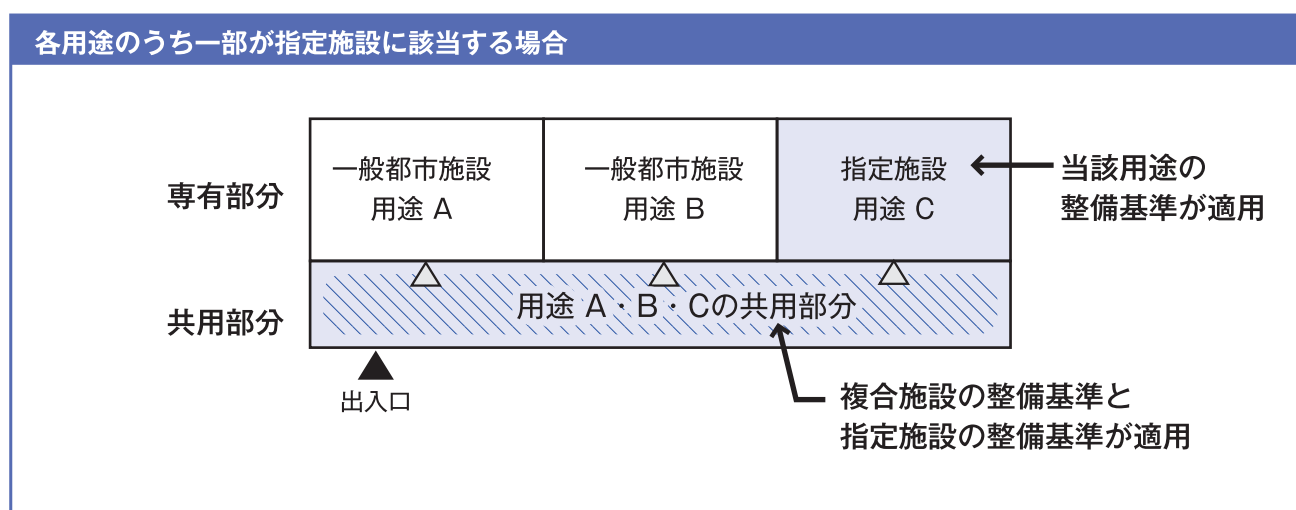 各用途のうち一部が指定施設に該当する場合
専有部分
一般都市施設
用途 A
一般都市施設
用途 B
指定施設
用途 C
当該用途の
整備基準が適用
共用部分
用途 A・B・Cの共用部分
出入口
複合施設の整備基準と
指定施設の整備基準が適用